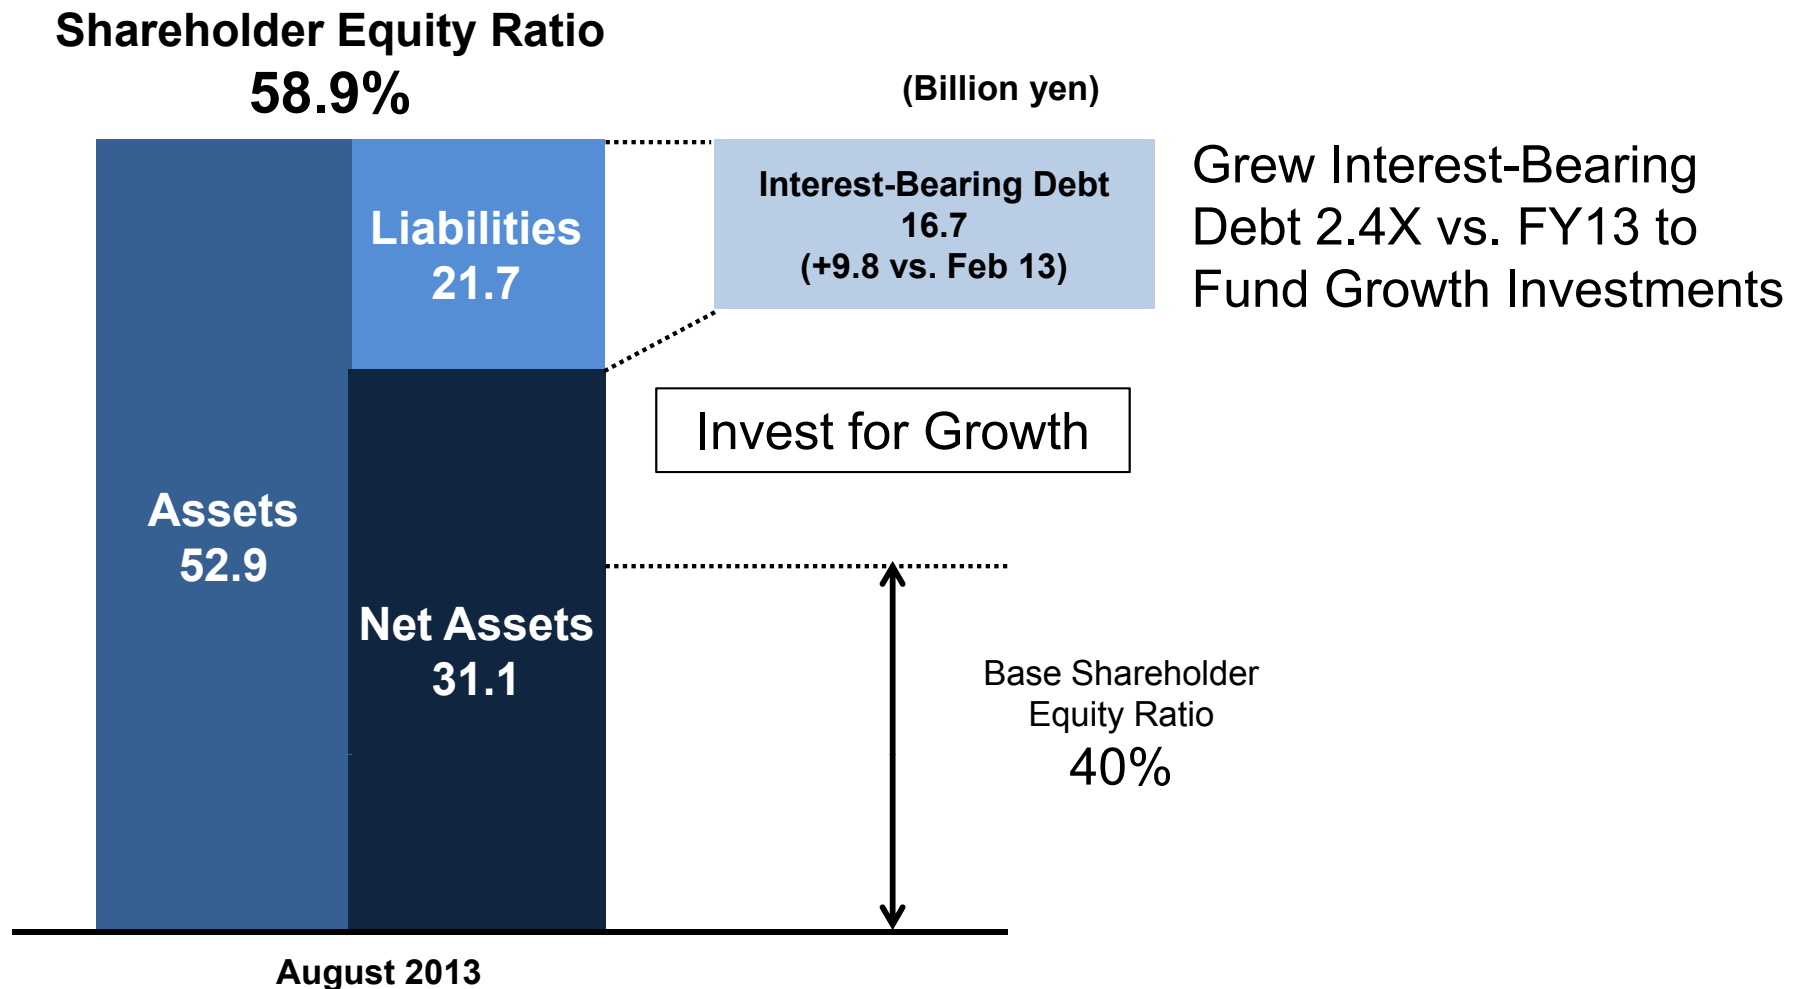 Shareholder Equity Ratio
58.9%
(Billion yen)
Liabilities
21.7
Interest-Bearing Debt
16.7
(+9.8 vs. Feb 13)
Grew Interest-Bearing
Debt 2.4X vs. FY13 to
Fund Growth Investments
Invest for Growth
Assets
52.9
Net Assets
31.1
Base Shareholder
Equity Ratio
40%
August 2013